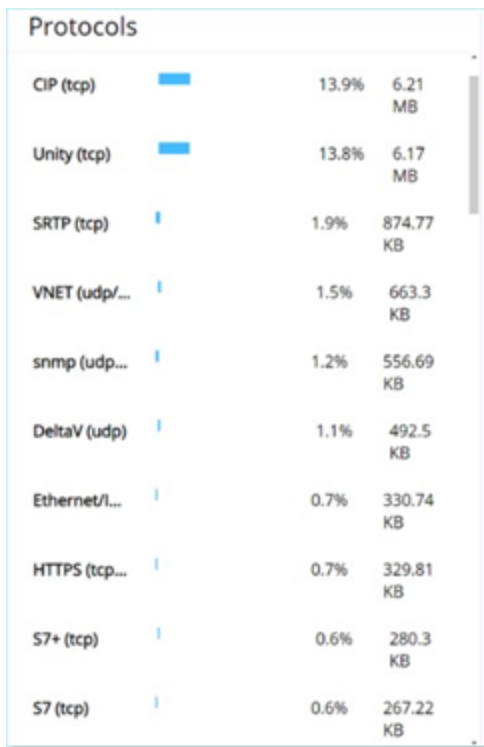 Protocols
CIP (tcp) 13.9% 6.21
MB
Unity (tcp) 13.8% 6.17
MB
SRTP (tcp) 1.9% 874.77
KB
VNET (udp/... 1.5% 663.3
KB
snmp (udp... 1.2% 556.69
KB
DeltaV (udp) 1.1% 492.5
KB
Ethernet/I... 0.7% 330.74
KB
HTTPS (tcp... 0.7% 329.81
KB
S7+ (tcp) 0.6% 280.3
KB
S7 (tcp) 0.6% 267.22
KB